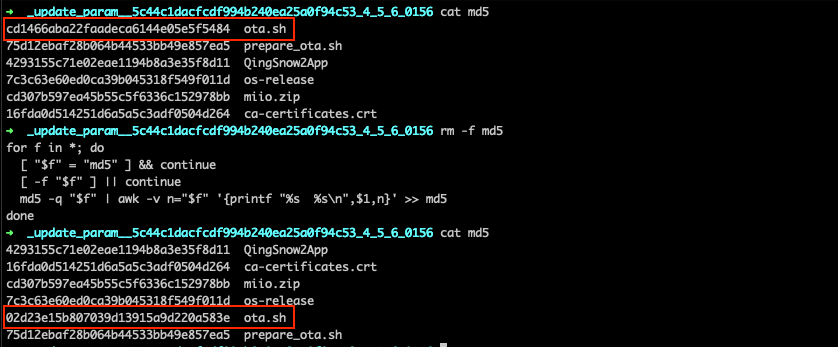 ➜  _update_param__5c44c1dacfcdf994b240ea25a0f94c53_4_5_6_0156 cat md5
cd1466aba22faadeca6144e05e5f5484  ota.sh
75d12ebaf28b064b44533bb49e857ea5  prepare_ota.sh
4293155c71e02eae1194b8a3e35f8d11  QingSnow2App
7c3c63e60ed0ca39b045318f549f011d  os-release
cd307b597ea45b55c5f6336c152978bb  miio.zip
16fda0d514251d6a5a5c3adf0504d264  ca-certificates.crt
➜  _update_param__5c44c1dacfcdf994b240ea25a0f94c53_4_5_6_0156 rm -f md5
for f in *; do
  [ "$f" = "md5" ] && continue
  [ -f "$f" ] || continue
  md5 -q "$f" | awk -v n="$f" '{printf "%s  %s\n",$1,n}' >> md5
done
➜  _update_param__5c44c1dacfcdf994b240ea25a0f94c53_4_5_6_0156 cat md5
4293155c71e02eae1194b8a3e35f8d11  QingSnow2App
16fda0d514251d6a5a5c3adf0504d264  ca-certificates.crt
cd307b597ea45b55c5f6336c152978bb  miio.zip
7c3c63e60ed0ca39b045318f549f011d  os-release
02d23e15b807039d13915a9d220a583e  ota.sh
75d12ebaf28b064b44533bb49e857ea5  prepare_ota.sh